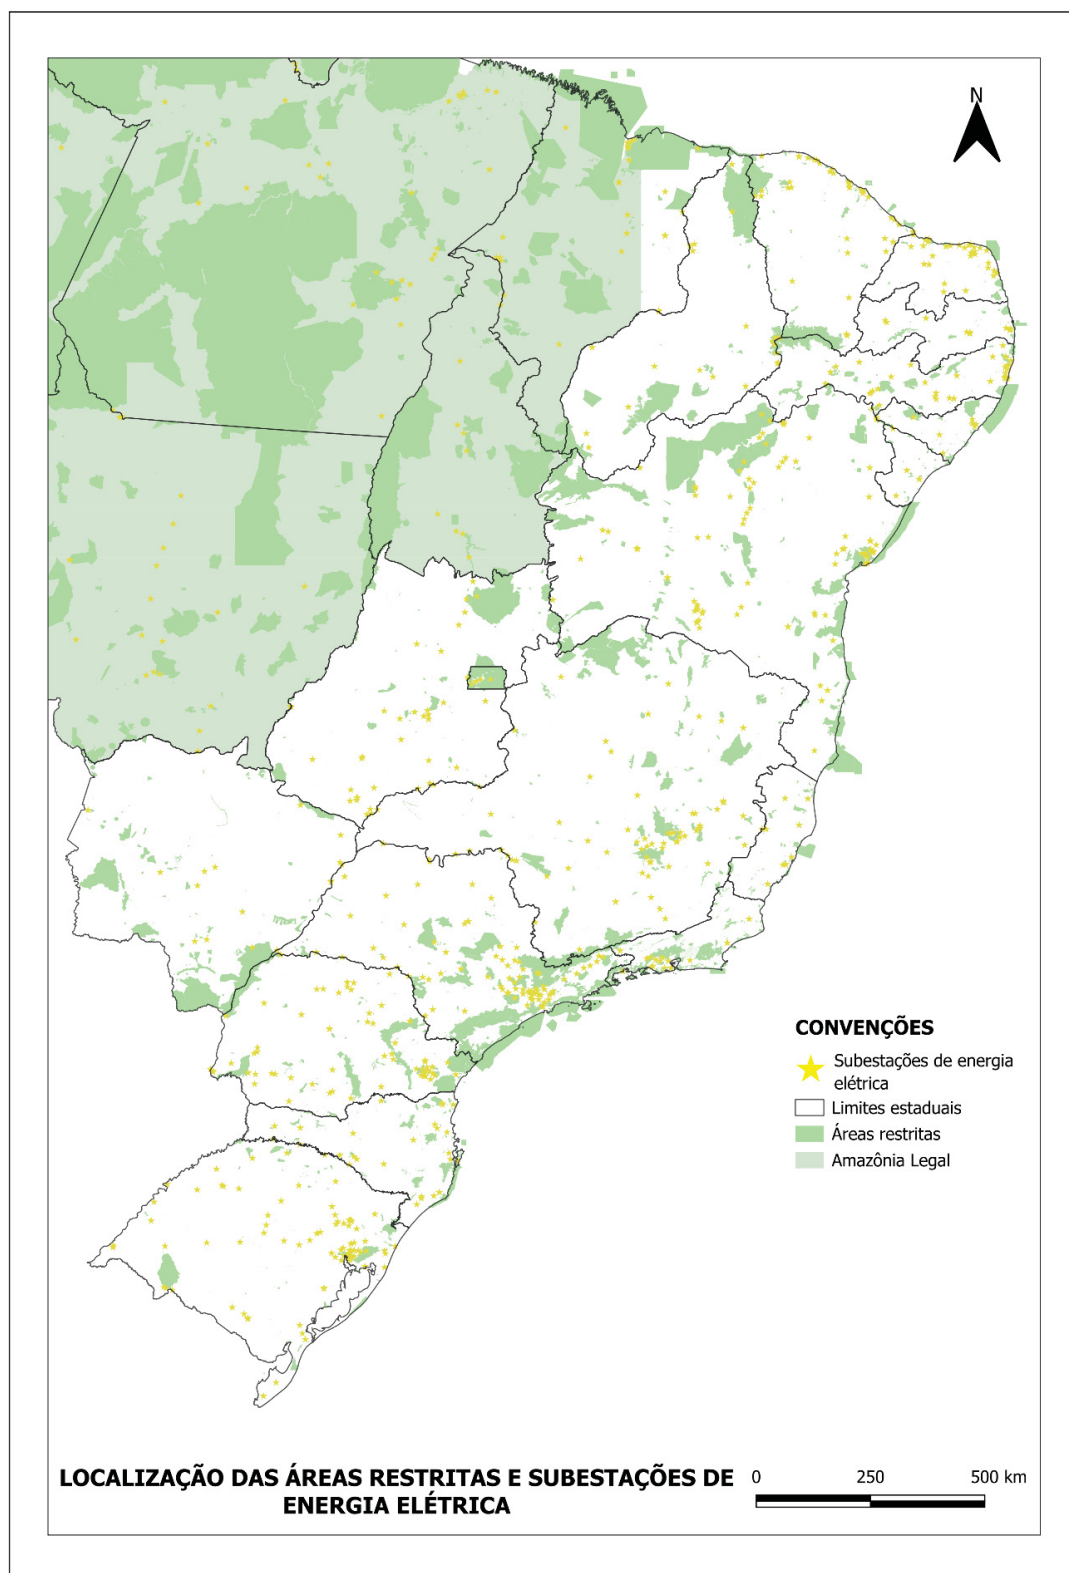 N
CONVENÇÕES
Subestações de energia
elétrica
Limites estaduais
Áreas restritas
Amazônia Legal
LOCALIZAÇÃO DAS ÁREAS RESTRITAS E SUBESTAÇÕES DE
ENERGIA ELÉTRICA
0 250 500 km